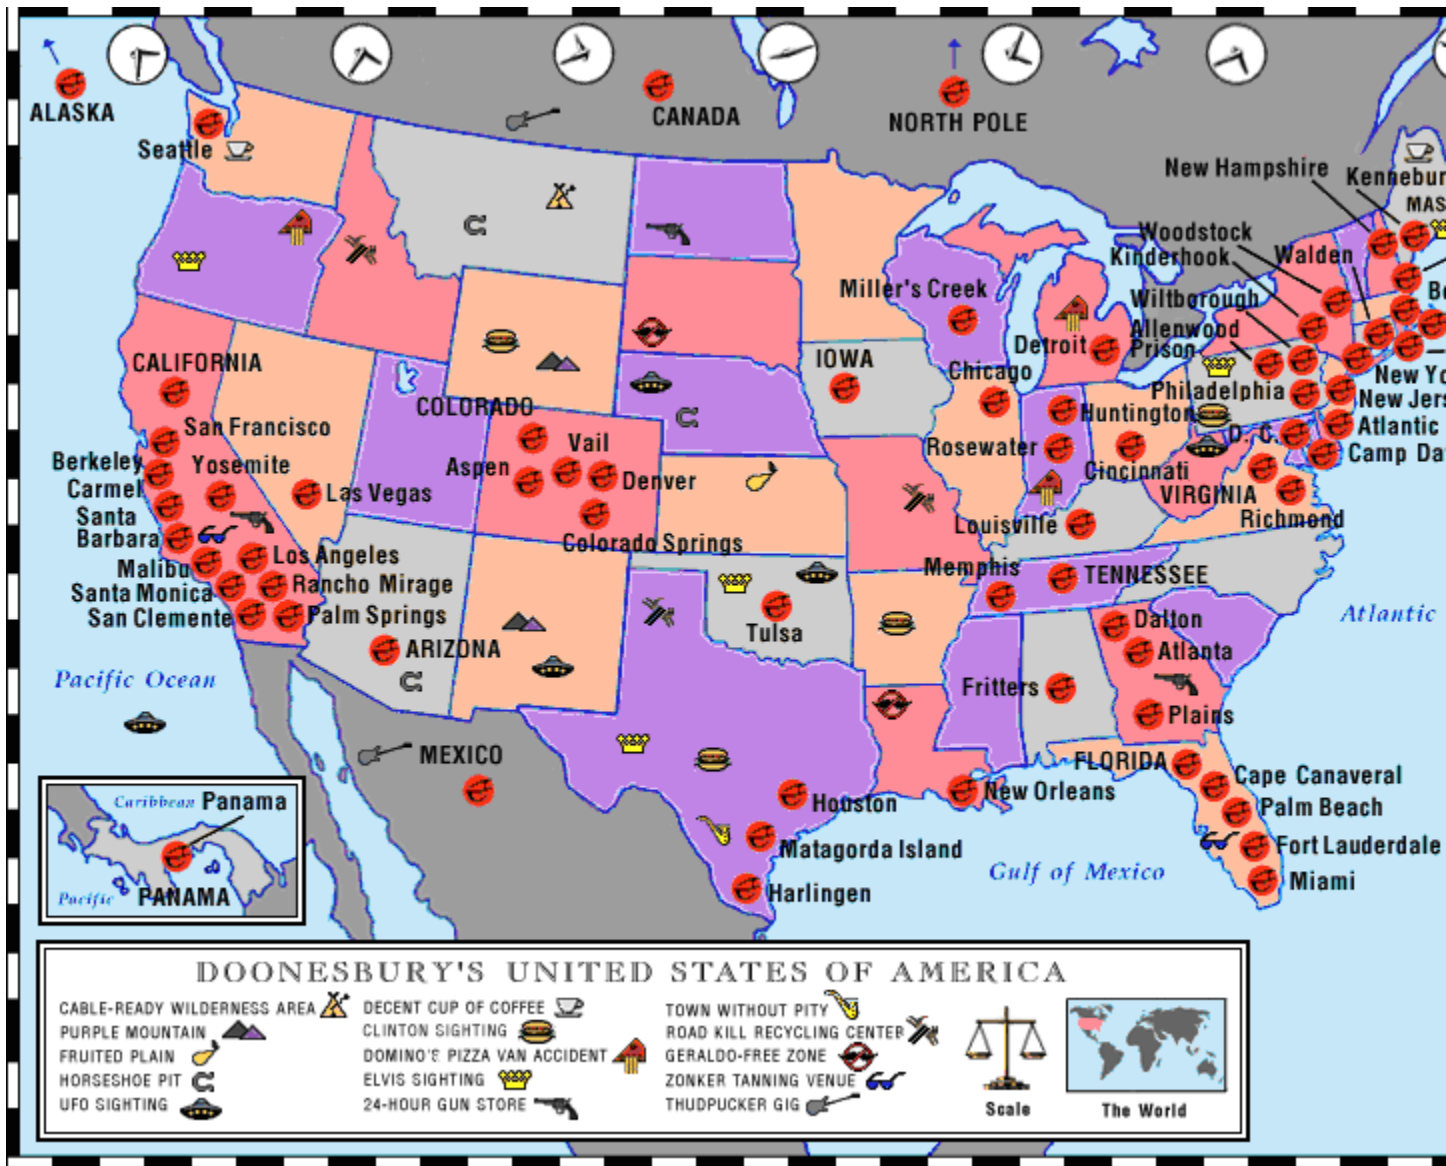 ALASKA
CANADA
NORTH POLE
Seattle
New Hampshire
Kennebun
MAS
Woodstock
Kinderhook
Walden
Miller's Creek
Wiltborough
Bo
Allenwood
Prison
Detroit
IOWA
CALIFORNIA
Chicago
New Yo
Philadelphia
New Jers
COLORADO
Huntington
San Francisco
Vail
D. C.
Atlantic
Rosewater
Camp Da
Berkeley
Yosemite
Aspen
Denver
Cincinnati
Carmel
Las Vegas
VIRGINIA
Santa
Barbara
Louisville
Richmond
Colorado Springs
Malibu
Los Angeles
Memphis
TENNESSEE
Santa Monica
Rancho Mirage
San Clemente
Palm Springs
Atlantic
Tulsa
Dalton
ARIZONA
Atlanta
Pacific Ocean
Fritters
Plains
MEXICO
FLORIDA
Cape Canaveral
New Orleans
Houston
Palm Beach
Caribbean Panama
Matagorda Island
Fort Lauderdale
Gulf of Mexico
Miami
Pacific PANAMA
Harlingen
DOONESBURY'S UNITED STATES OF AMERICA
CABLE-READY WILDERNESS AREA
PURPLE MOUNTAIN
FRUITED PLAIN
HORSESHOE PIT
UFO SIGHTING
DECENT CUP OF COFFEE
CLINTON SIGHTING
DOMINO'S PIZZA VAN ACCIDENT
ELVIS SIGHTING
24-HOUR GUN STORE
TOWN WITHOUT PITY
ROAD KILL RECYCLING CENTER
GERALDO-FREE ZONE
ZONKER TANNING VENUE
THUDPUCKER GIG
Scale
The World